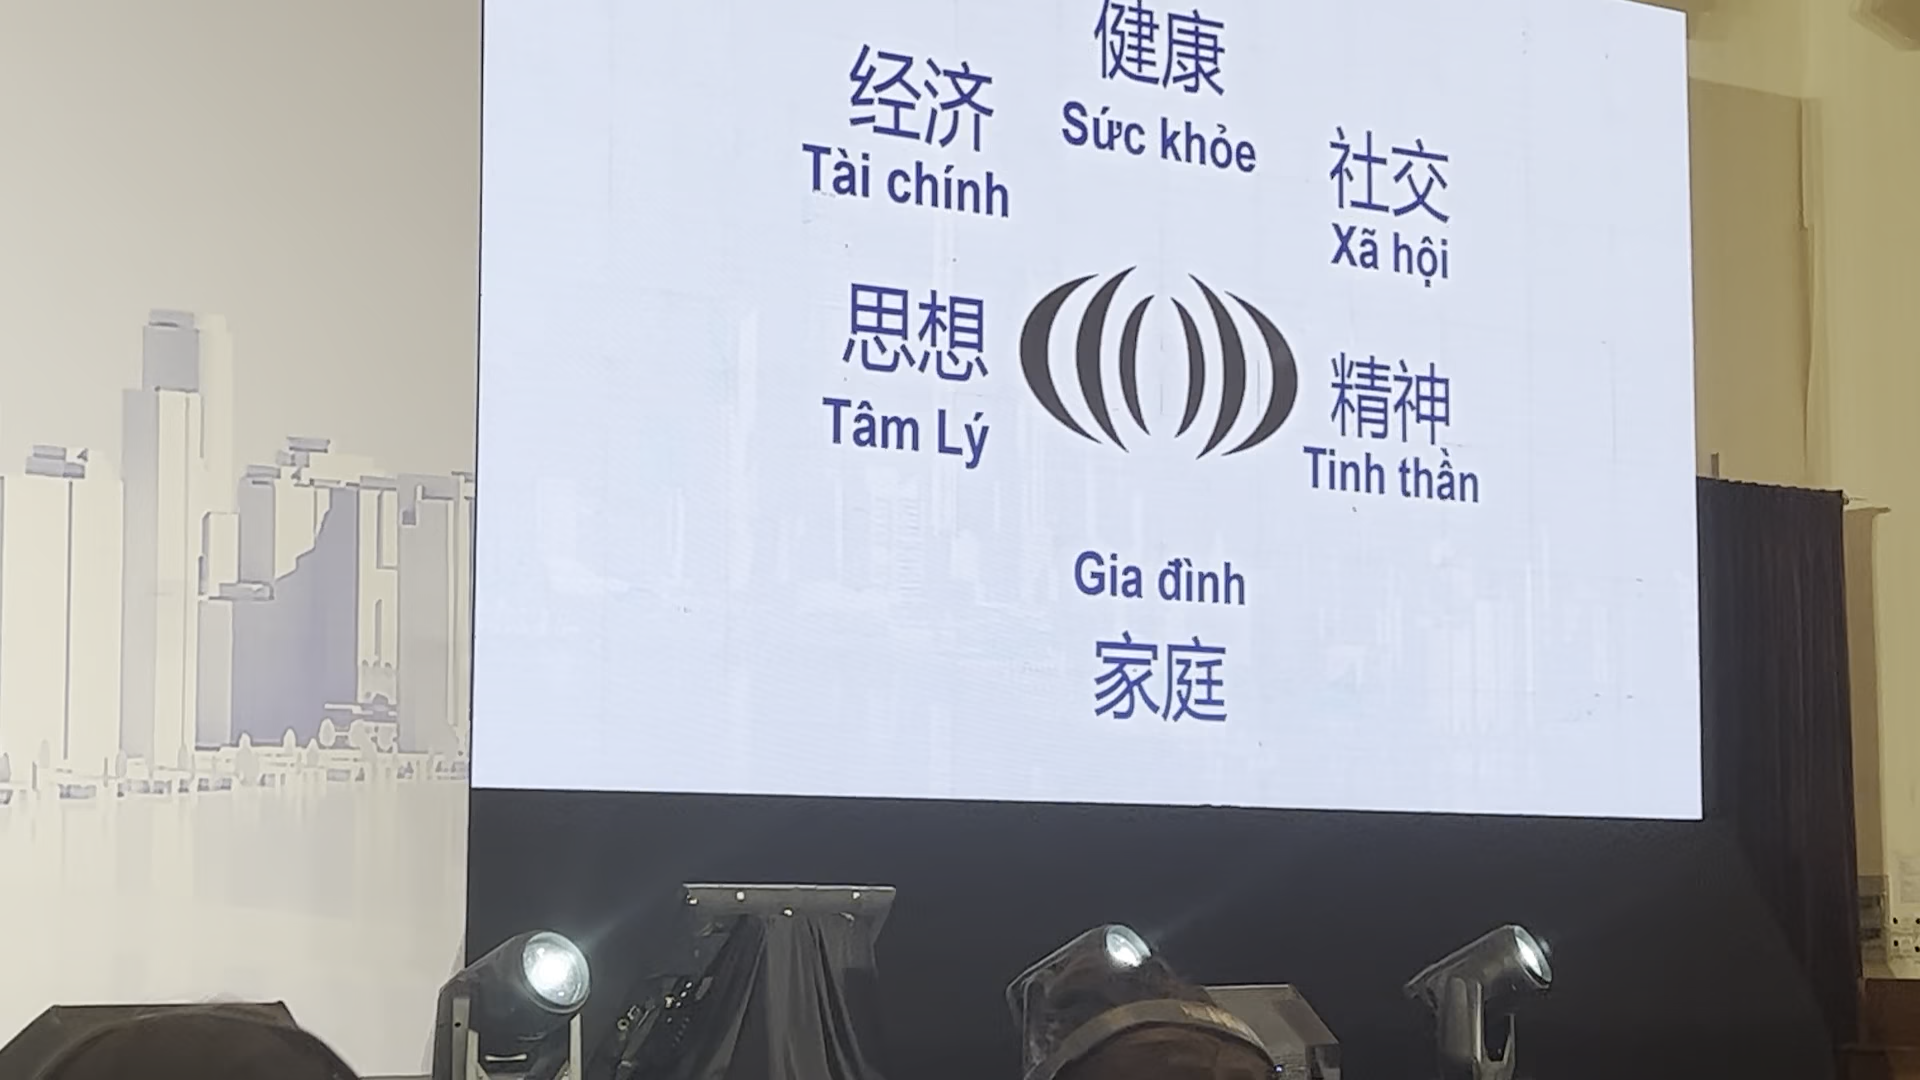 健康
Sức khỏe
经济
Tài chính
社交
Xã hội
思想
Tâm Lý
精神
Tinh thần
Gia đình
家庭